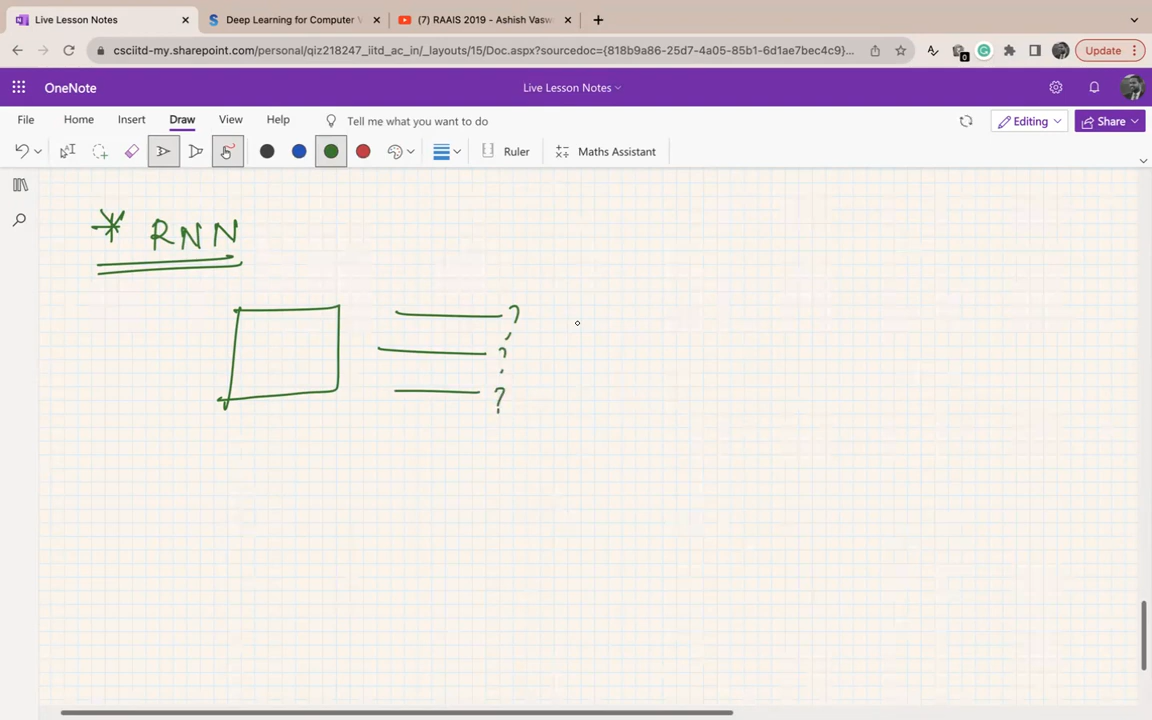 Live Lesson Notes
Deep Learning for Computer V
(7) RAAIS 2019 - Ashish Vasw
csciitd-my.sharepoint.com/personal/qiz218247_iitd_ac_in/_layouts/15/Doc.aspx?sourcedoc={818b9a86-25d7-4a05-85b1-6d1ae7bec4c9}...
0
Update
OneNote
Live Lesson Notes
File Home Insert Draw View Help Tell me what you want to do
Editing
Share
Ruler
Maths Assistant
* RNN
?
?
?